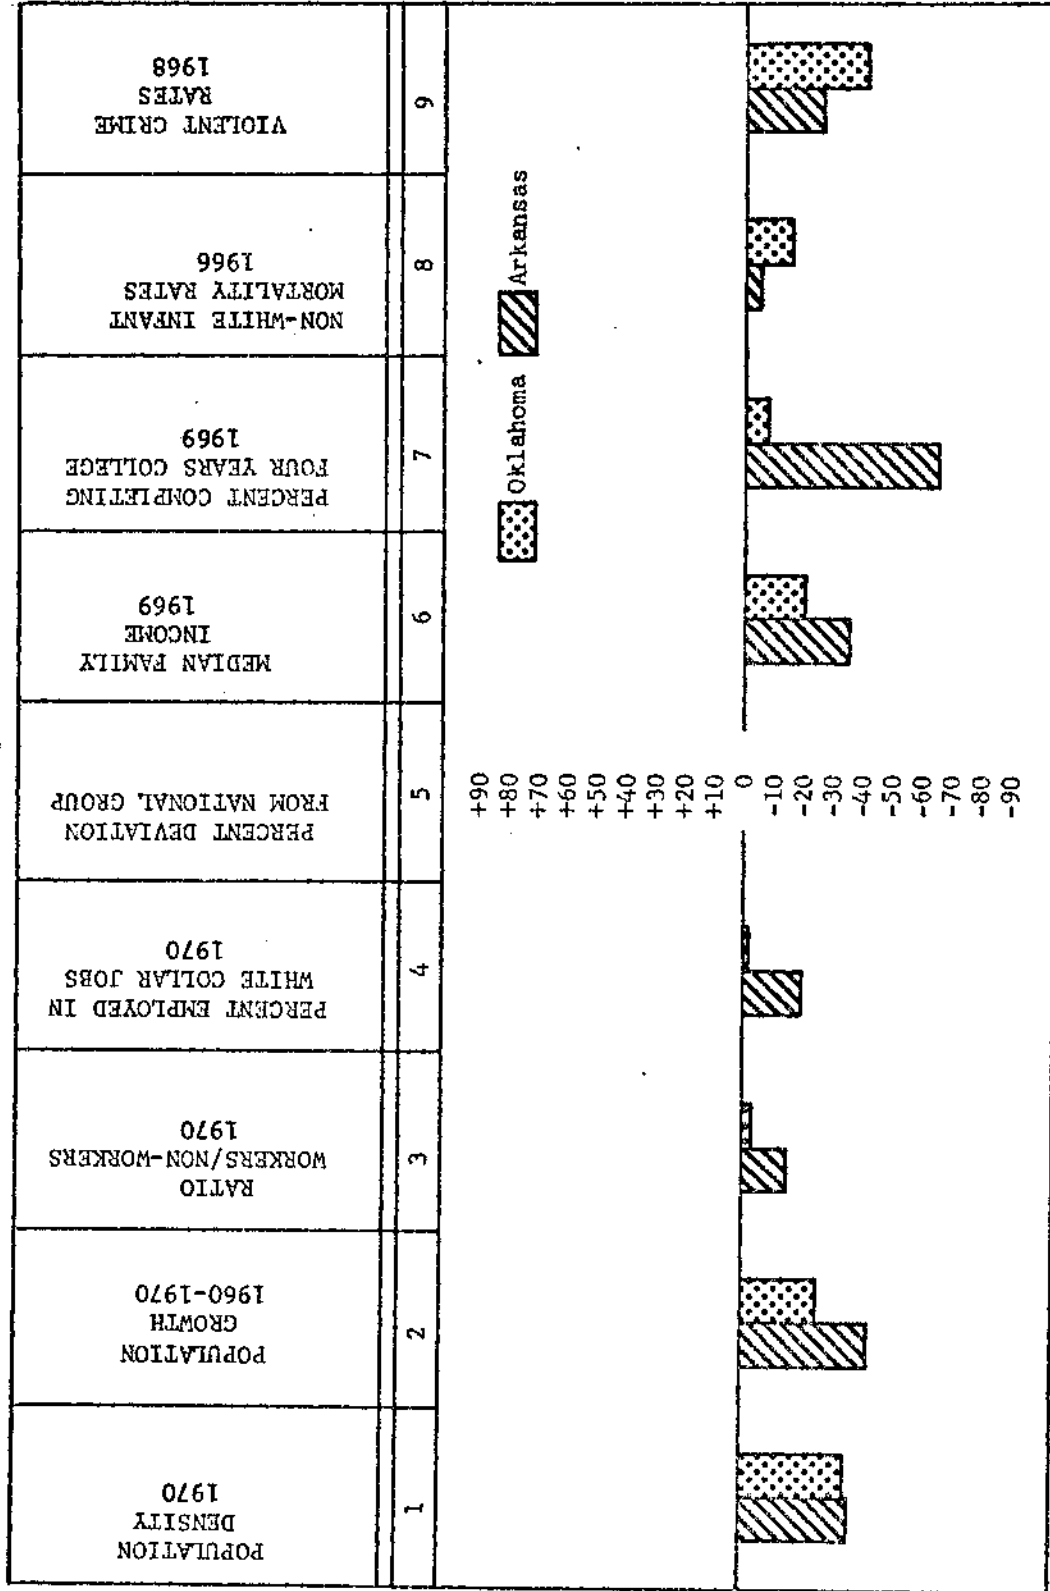 POPULATION
DENSITY
1970
POPULATION
GROWTH
1960-1970
RATIO
WORKERS/NON-WORKERS
1970
PERCENT EMPLOYED IN
WHITE COLLAR JOBS
1970
PERCENT DEVIATION
FROM NATIONAL GROUP
MEDIAN FAMILY
INCOME
1969
PERCENT COMPLETING
FOUR YEARS COLLEGE
1969
NON-WHITE INFANT
MORTALITY RATES
1966
VIOLENT CRIME
RATES
1968
1 2 3 4 5 6 7 8 9
Oklahoma Arkansas
+90
+80
+70
+60
+50
+40
+30
+20
+10
0
-10
-20
-30
-40
-50
-60
-70
-80
-90